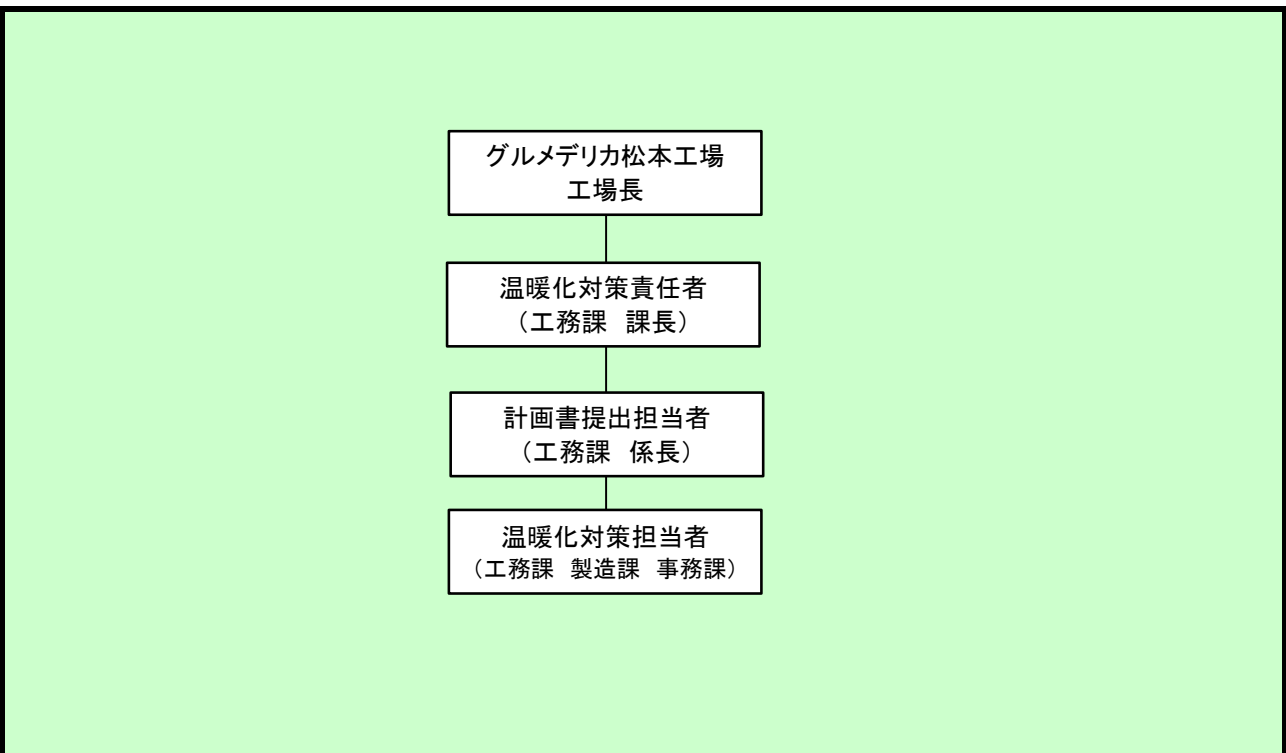 グルメデリカ松本工場
工場長
温暖化対策責任者
（工務課　課長）
計画書提出担当者
（工務課　係長）
温暖化対策担当者
（工務課　製造課　事務課）